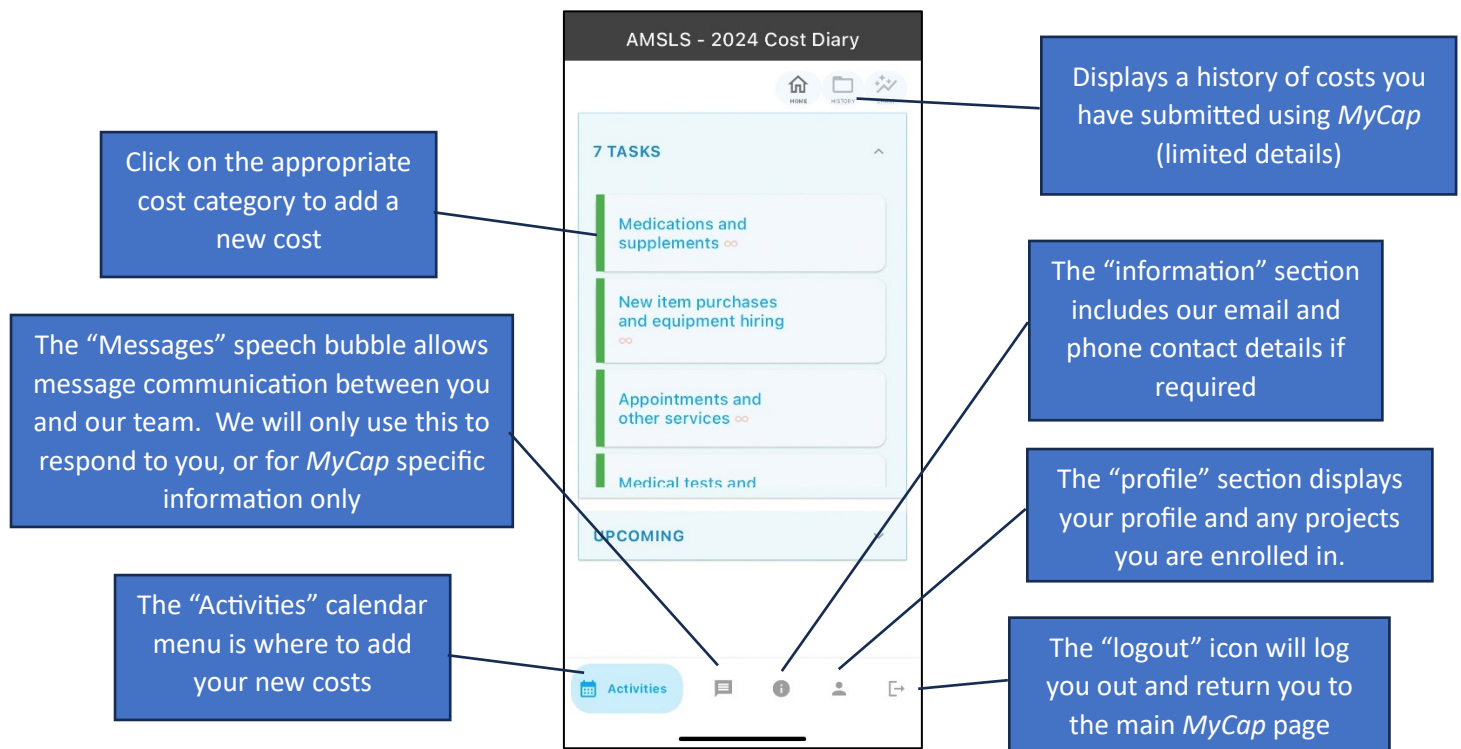 AMSLS - 2024 Cost Diary
HOME
HISTORY
Displays a history of costs you
have submitted using MyCap
(limited details)
Click on the appropriate
cost category to add a
new cost
7 TASKS
Medications and
supplements ∞
New item purchases
and equipment hiring
∞
Appointments and
other services ∞
Medical tests and
UPCOMING
The “Messages” speech bubble allows
message communication between you
and our team.  We will only use this to
respond to you, or for MyCap specific
information only
The “information” section
includes our email and
phone contact details if
required
The “profile” section displays
your profile and any projects
you are enrolled in.
The “Activities” calendar
menu is where to add
your new costs
Activities
The “logout” icon will log
you out and return you to
the main MyCap page